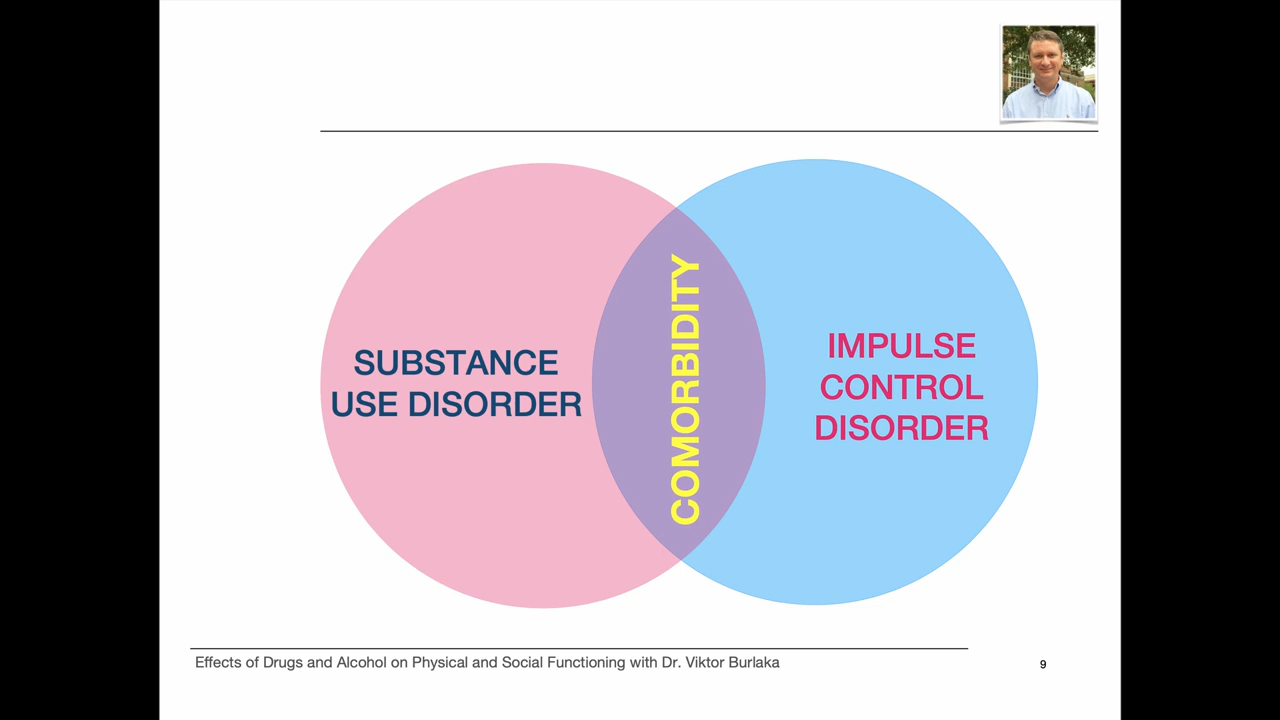 SUBSTANCE
USE DISORDER
COMORBIDITY
IMPULSE
CONTROL
DISORDER
Effects of Drugs and Alcohol on Physical and Social Functioning with Dr. Viktor Burlaka
9